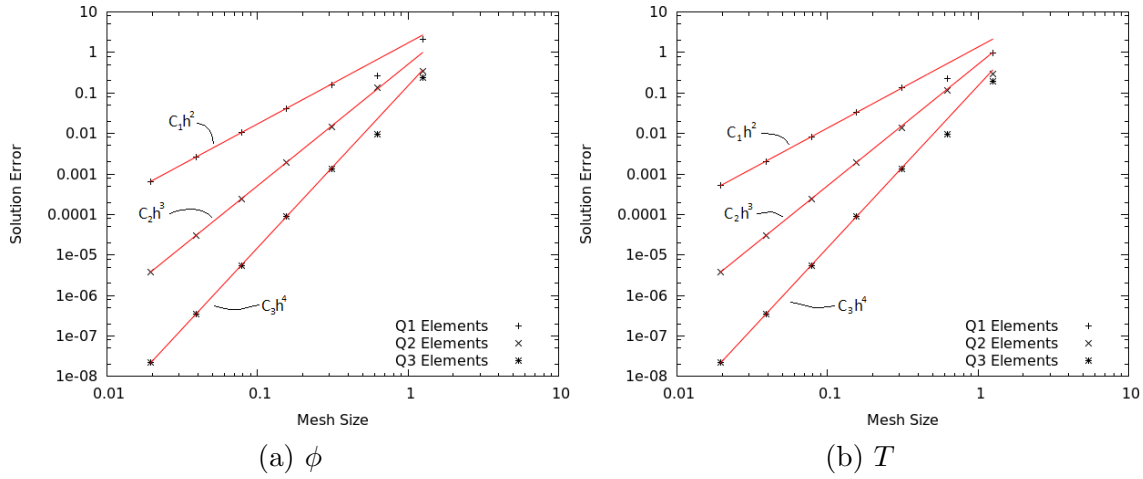 10
1
0.1
0.01
0.001
0.0001
1e-05
1e-06
1e-07
1e-08
Solution Error
C₁h²
C₂h³
C₃h⁴
Q1 Elements
Q2 Elements
Q3 Elements
0.01 0.1 1 10
Mesh Size
(a) ϕ
10
1
0.1
0.01
0.001
0.0001
1e-05
1e-06
1e-07
1e-08
Solution Error
C₁h²
C₂h³
C₃h⁴
Q1 Elements
Q2 Elements
Q3 Elements
0.01 0.1 1 10
Mesh Size
(b) T